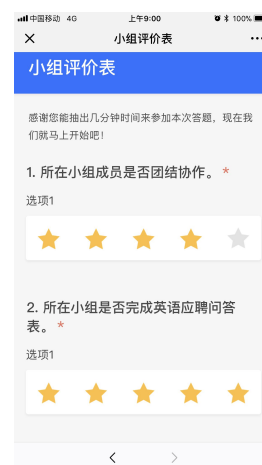 中国移动 4G 上午9:00 100%
小组评价表
小组评价表
感谢您能抽出几分钟时间来参加本次答题，现在我
们就马上开始吧！
1. 所在小组成员是否团结协作。 *
选项1
2. 所在小组是否完成英语应聘问答
表。 *
选项1